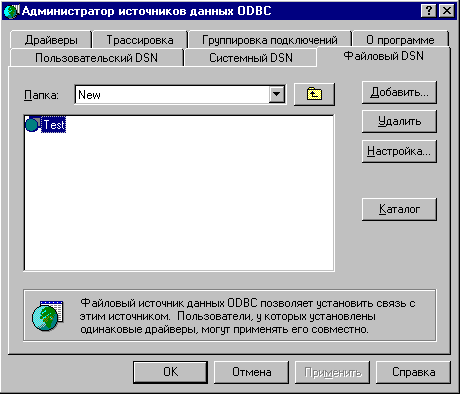 Администратор источников данных ODBC
Драйверы Трассировка Группировка подключений О программе
Пользовательский DSN Системный DSN Файловый DSN
Папка: New Добавить...
Test Удалить
Настройка...
Каталог
Файловый источник данных ODBC позволяет установить связь с
этим источником. Пользователи, у которых установлены
одинаковые драйверы, могут применять его совместно.
OK Отмена Применить Справка